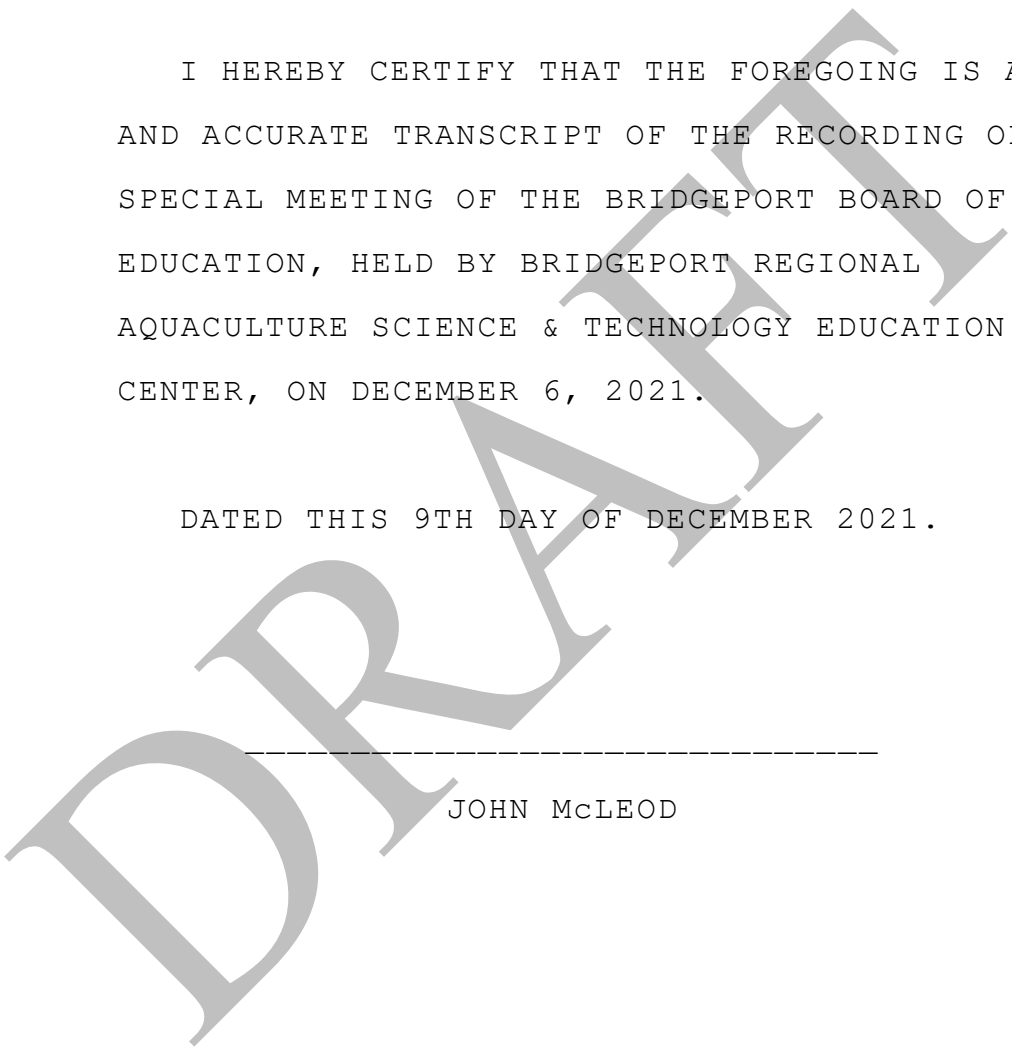 I HEREBY CERTIFY THAT THE FOREGOING IS A
AND ACCURATE TRANSCRIPT OF THE RECORDING
SPECIAL MEETING OF THE BRIDGEPORT BOARD OF
EDUCATION, HELD BY BRIDGEPORT REGIONAL
AQUACULTURE SCIENCE & TECHNOLOGY EDUCATION
CENTER, ON DECEMBER 6, 2021.
DATED THIS 9TH DAY OF DECEMBER 2021.
JOHN McLEOD
DRAFT